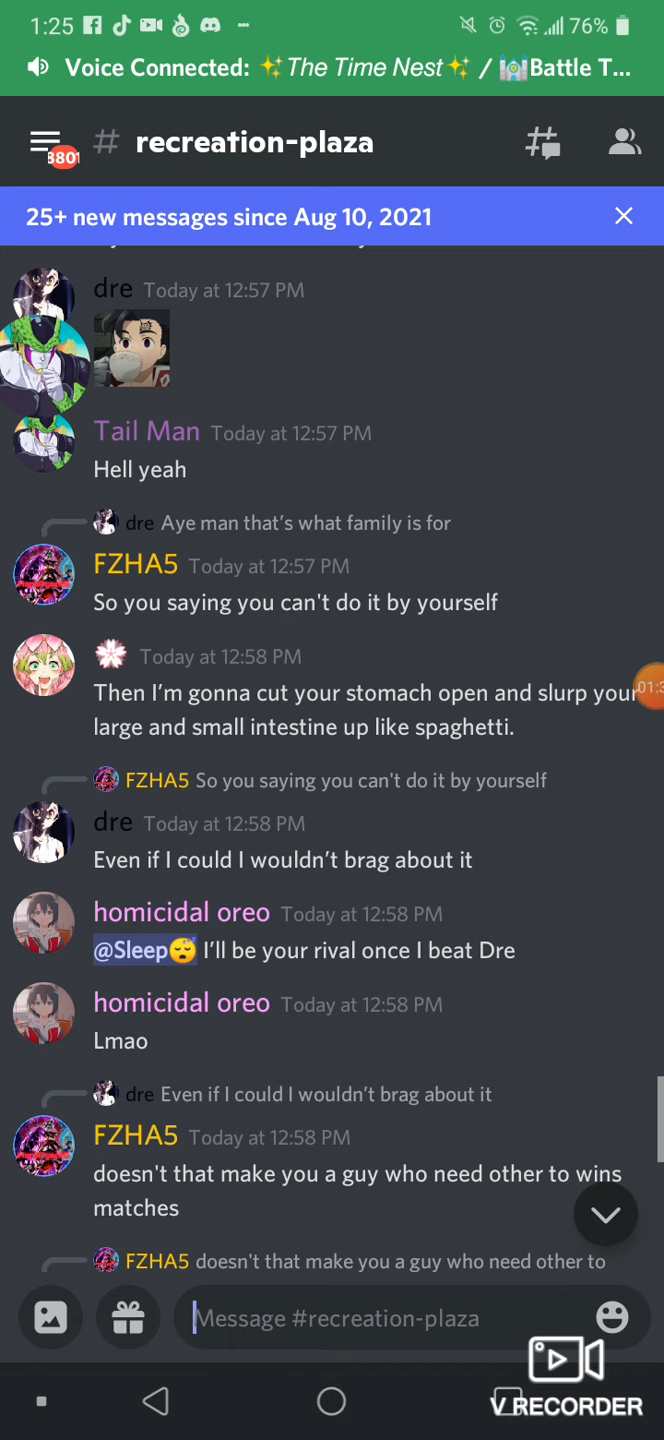 1:25 76%
Voice Connected: ✨The Time Nest✨ / 🏰Battle T...
8801 # recreation-plaza
25+ new messages since Aug 10, 2021
dre Today at 12:57 PM
Tail Man Today at 12:57 PM
Hell yeah
dre Aye man that's what family is for
FZHA5 Today at 12:57 PM
So you saying you can't do it by yourself
🌸 Today at 12:58 PM
Then I'm gonna cut your stomach open and slurp your
large and small intestine up like spaghetti.
FZHA5 So you saying you can't do it by yourself
dre Today at 12:58 PM
Even if I could I wouldn't brag about it
homicidal oreo Today at 12:58 PM
@Sleep😴 I'll be your rival once I beat Dre
homicidal oreo Today at 12:58 PM
Lmao
dre Even if I could I wouldn't brag about it
FZHA5 Today at 12:58 PM
doesn't that make you a guy who need other to wins
matches
FZHA5 doesn't that make you a guy who need other to
Message #recreation-plaza
V RECORDER